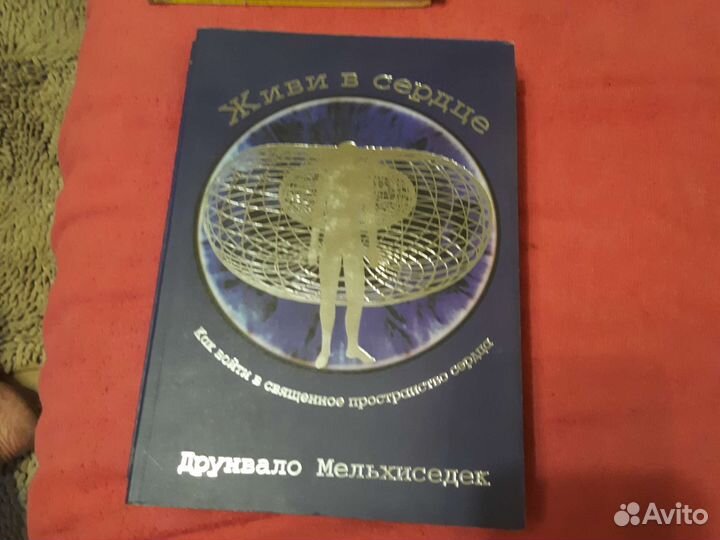 Живи в сердце
Как войти в священное пространство сердца
Друнвало Мельхиседек
Avito